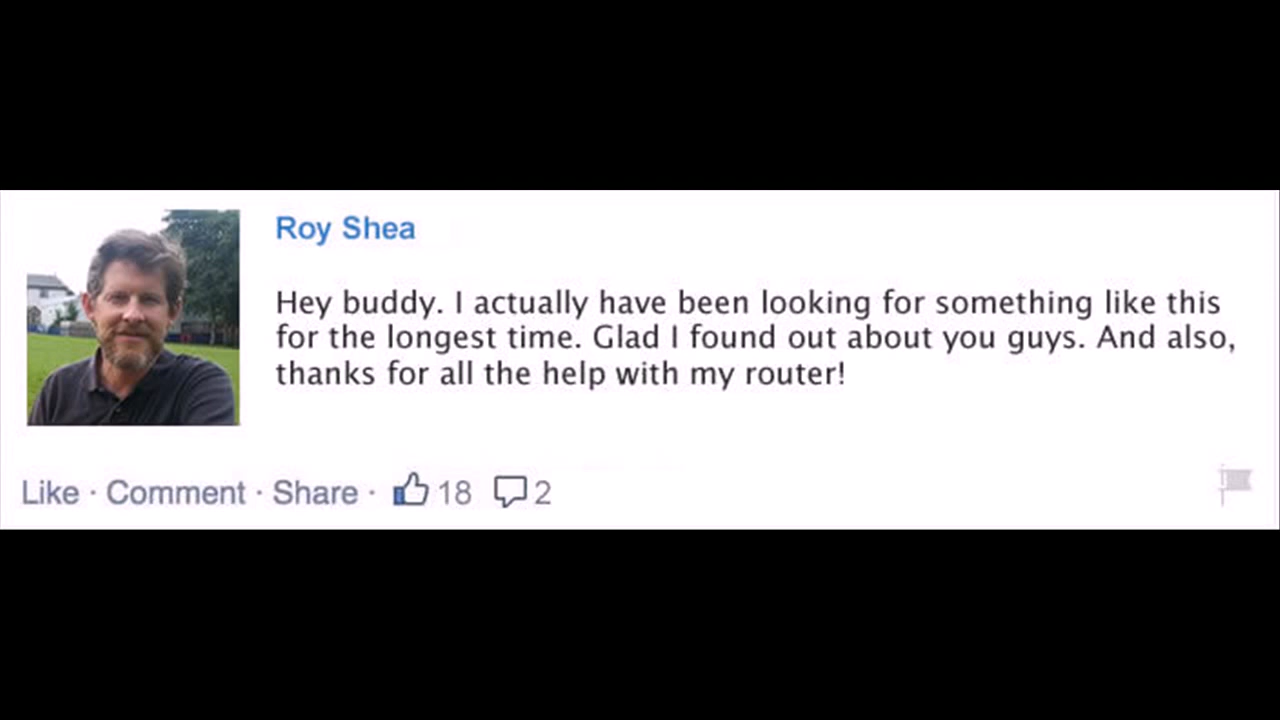 Roy Shea
Hey buddy. I actually have been looking for something like this
for the longest time. Glad I found out about you guys. And also,
thanks for all the help with my router!
Like · Comment · Share · 18 2